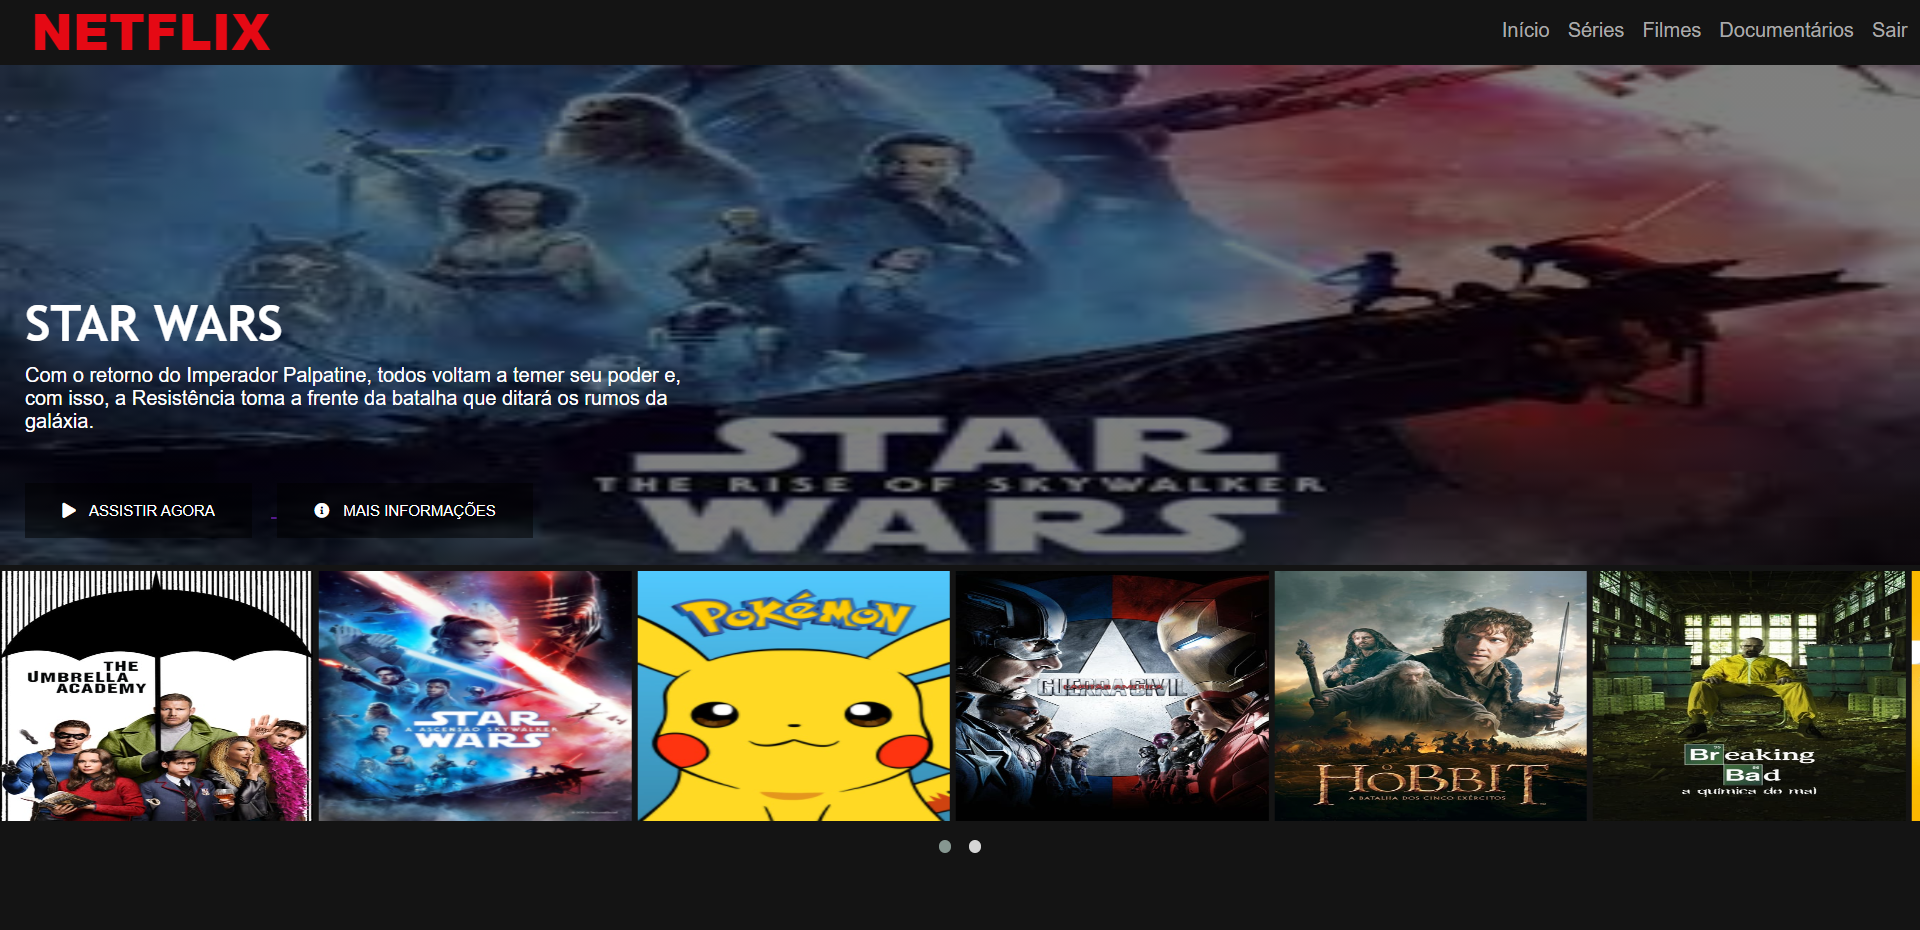 NETFLIX
Início Séries Filmes Documentários Sair
STAR WARS
Com o retorno do Imperador Palpatine, todos voltam a temer seu poder e,
com isso, a Resistência toma a frente da batalha que ditará os rumos da
galáxia.
STAR
THE RISE OF SKYWALKER
WARS
ASSISTIR AGORA
MAIS INFORMAÇÕES
THE
UMBRELLA
ACADEMY
STAR
A ASCENSÃO SKYWALKER
WARS
POKÉMON
GUERRA CIVIL
O
HOBBIT
A BATALHA DOS CINCO EXÉRCITOS
Breaking
Bad
a química do mal